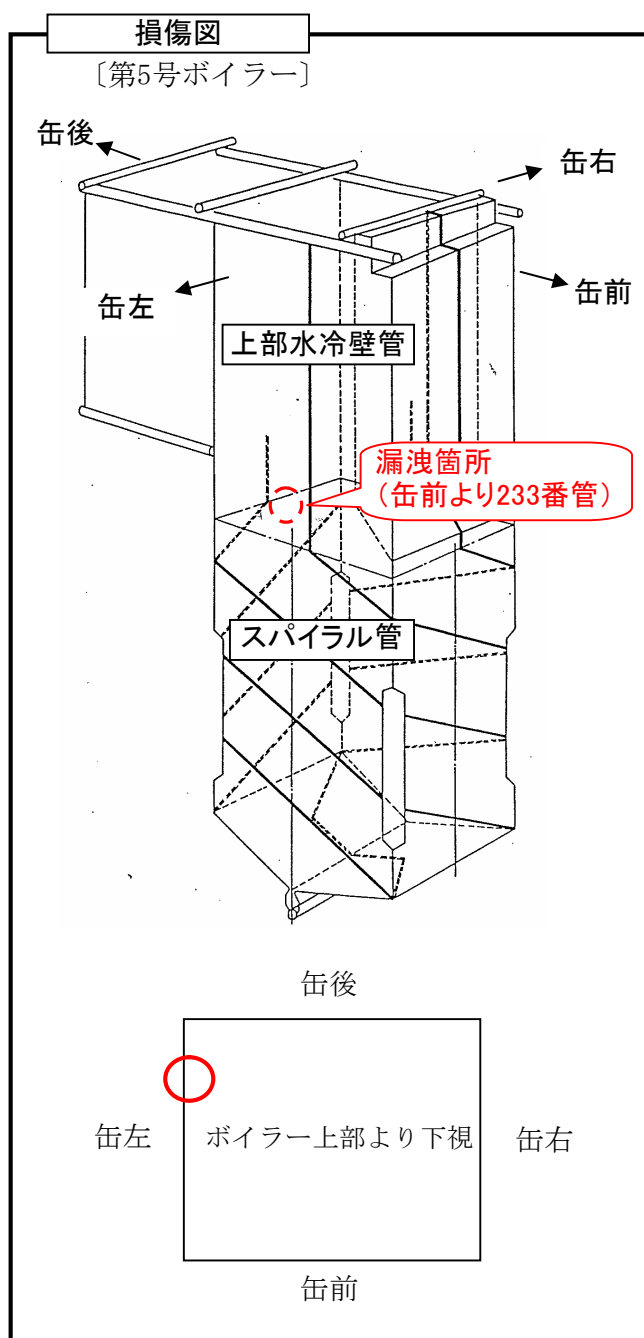 損傷図
〔第5号ボイラー〕
缶後
缶右
缶左
缶前
上部水冷壁管
漏洩箇所
（缶前より233番管）
スパイラル管
缶後
缶左
ボイラー上部より下視
缶右
缶前